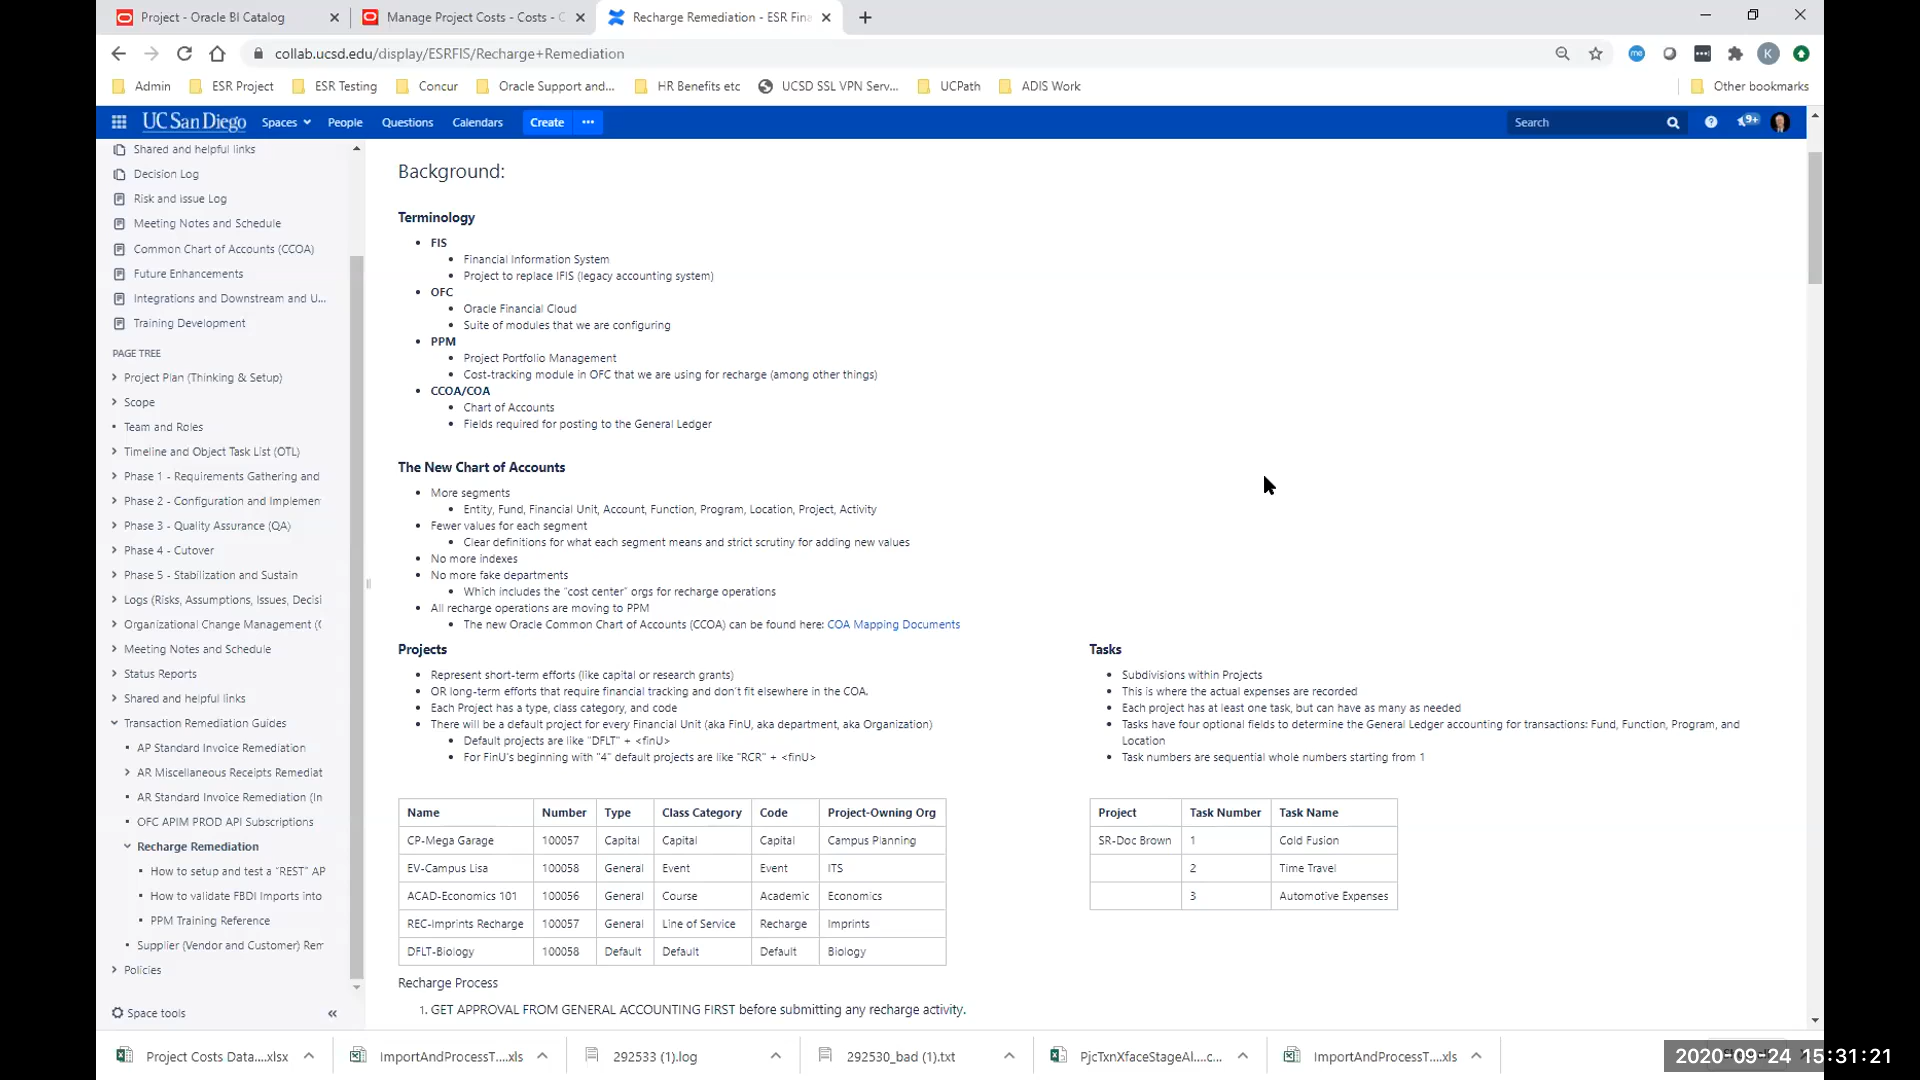 Project - Oracle BI Catalog
Manage Project Costs - Costs - C
Recharge Remediation - ESR Fina
collab.ucsd.edu/display/ESRFIS/Recharge+Remediation
K
Admin
ESR Project
ESR Testing
Concur
Oracle Support and...
HR Benefits etc
UCSD SSL VPN Serv...
UCPath
ADIS Work
Other bookmarks
UC San Diego
Spaces
People
Questions
Calendars
Create
Search
9+
Shared and helpful links
Decision Log
Risk and Issue Log
Meeting Notes and Schedule
Common Chart of Accounts (CCOA)
Future Enhancements
Integrations and Downstream and U...
Training Development
PAGE TREE
Project Plan (Thinking & Setup)
Scope
Team and Roles
Timeline and Object Task List (OTL)
Phase 1 - Requirements Gathering and
Phase 2 - Configuration and Implemen
Phase 3 - Quality Assurance (QA)
Phase 4 - Cutover
Phase 5 - Stabilization and Sustain
Logs (Risks, Assumptions, Issues, Decisi
Organizational Change Management (
Meeting Notes and Schedule
Status Reports
Shared and helpful links
Transaction Remediation Guides
AP Standard Invoice Remediation
AR Miscellaneous Receipts Remediat
AR Standard Invoice Remediation (In
OFC APIM PROD API Subscriptions
Recharge Remediation
How to setup and test a "REST" AP
How to validate FBDI Imports into
PPM Training Reference
Supplier (Vendor and Customer) Rem
Policies
Space tools
Background:
Terminology
FIS
Financial Information System
Project to replace IFIS (legacy accounting system)
OFC
Oracle Financial Cloud
Suite of modules that we are configuring
PPM
Project Portfolio Management
Cost-tracking module in OFC that we are using for recharge (among other things)
CCOA/COA
Chart of Accounts
Fields required for posting to the General Ledger
The New Chart of Accounts
More segments
Entity, Fund, Financial Unit, Account, Function, Program, Location, Project, Activity
Fewer values for each segment
Clear definitions for what each segment means and strict scrutiny for adding new values
No more indexes
No more fake departments
Which includes the "cost center" orgs for recharge operations
All recharge operations are moving to PPM
The new Oracle Common Chart of Accounts (CCOA) can be found here: COA Mapping Documents
Projects
Represent short-term efforts (like capital or research grants)
OR long-term efforts that require financial tracking and don't fit elsewhere in the COA.
Each Project has a type, class category, and code
There will be a default project for every Financial Unit (aka FinU, aka department, aka Organization)
Default projects are like "DFLT" + <finU>
For FinU's beginning with "4" default projects are like "RCR" + <finU>
Name Number Type Class Category Code Project-Owning Org
CP-Mega Garage 100057 Capital Capital Capital Campus Planning
EV-Campus Lisa 100058 General Event Event ITS
ACAD-Economics 101 100056 General Course Academic Economics
REC-Imprints Recharge 100057 General Line of Service Recharge Imprints
DFLT-Biology 100058 Default Default Default Biology
Tasks
Subdivisions within Projects
This is where the actual expenses are recorded
Each project has at least one task, but can have as many as needed
Tasks have four optional fields to determine the General Ledger accounting for transactions: Fund, Function, Program, and
Location
Task numbers are sequential whole numbers starting from 1
Project Task Number Task Name
SR-Doc Brown 1 Cold Fusion
2 Time Travel
3 Automotive Expenses
Recharge Process
1. GET APPROVAL FROM GENERAL ACCOUNTING FIRST before submitting any recharge activity.
Project Costs Data....xlsx
ImportAndProcessT....xls
292533 (1).log
292530_bad (1).txt
PjcTxnXfaceStageAl....c...
ImportAndProcessT....xls
2020-09-24 15:31:21